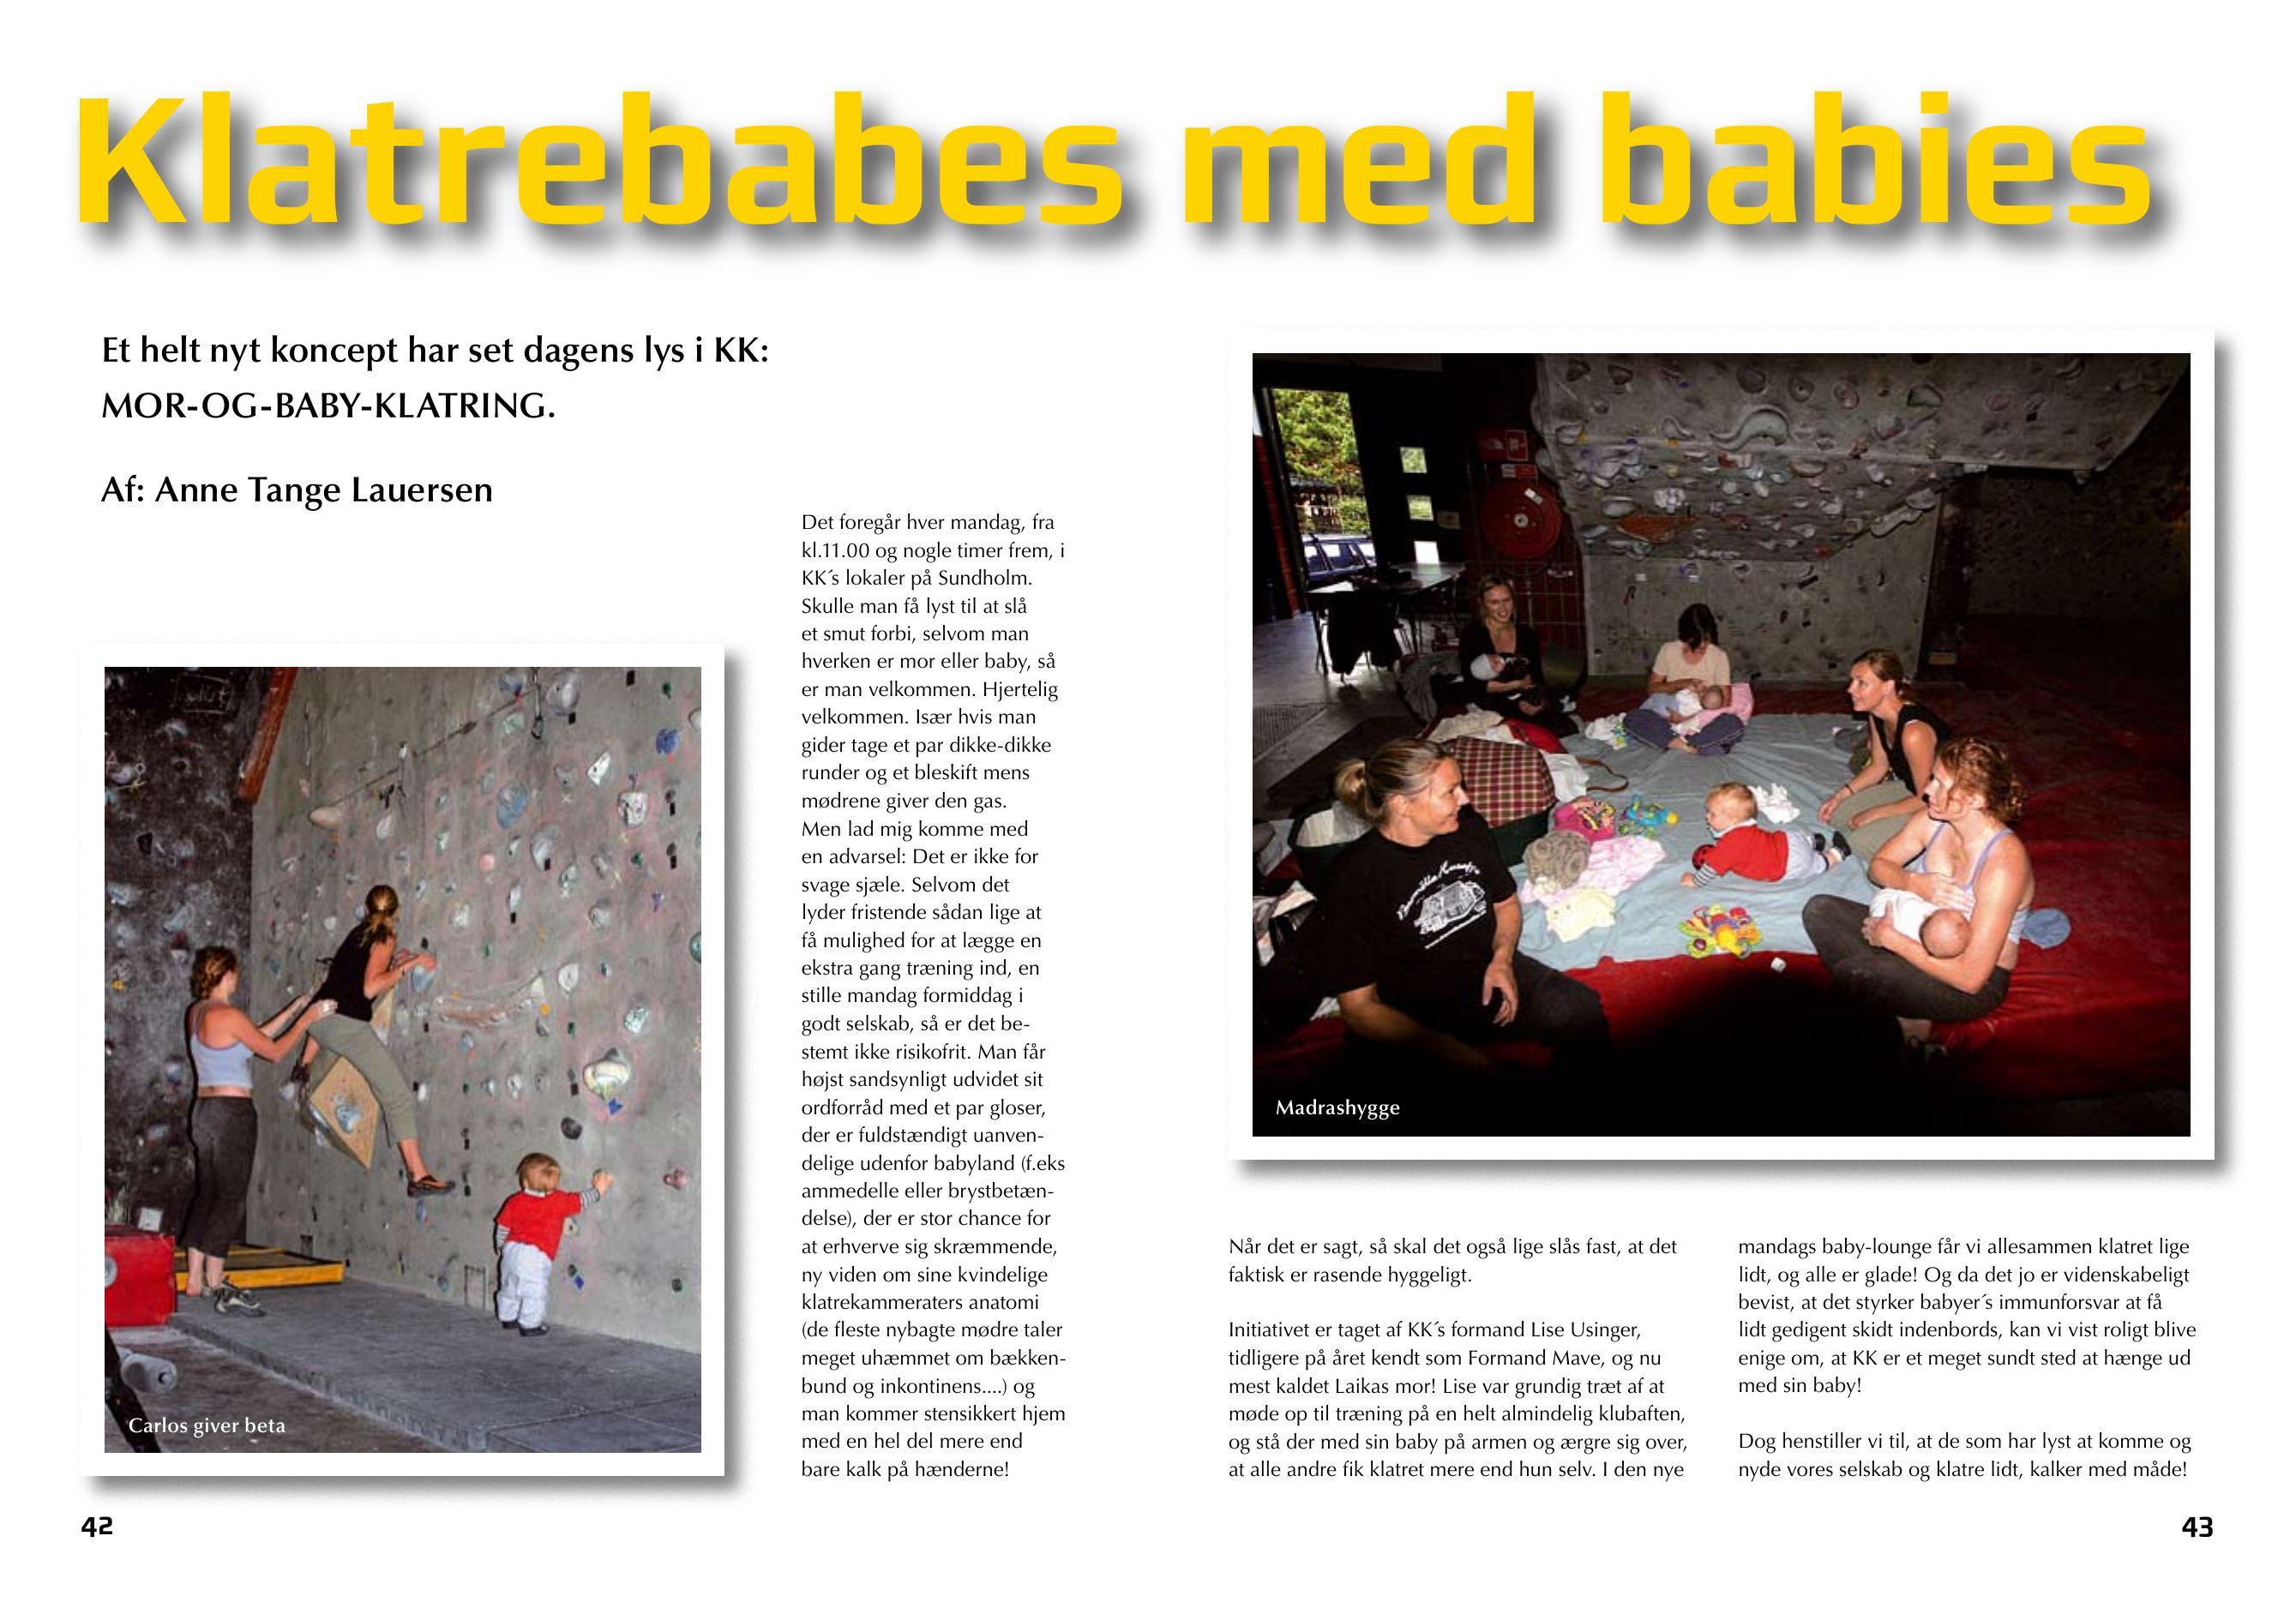 Klatrebabes med babies
Et helt nyt koncept har set dagens lys i KK:
MOR-OG-BABY-KLATRING.
Af: Anne Tange Lauersen
Carlos giver beta
Det foregår hver mandag, fra
kl.11.00 og nogle timer frem, i
KK´s lokaler på Sundholm.
Skulle man få lyst til at slå
et smut forbi, selvom man
hverken er mor eller baby, så
er man velkommen. Hjertelig
velkommen. Især hvis man
gider tage et par dikke-dikke
runder og et bleskift mens
mødrene giver den gas.
Men lad mig komme med
en advarsel: Det er ikke for
svage sjæle. Selvom det
lyder fristende sådan lige at
få mulighed for at lægge en
ekstra gang træning ind, en
stille mandag formiddag i
godt selskab, så er det be-
stemt ikke risikofrit. Man får
højst sandsynligt udvidet sit
ordforråd med et par gloser,
der er fuldstændigt uanven-
delige udenfor babyland (f.eks
ammedelle eller brystbetæn-
delse), der er stor chance for
at erhverve sig skræmmende,
ny viden om sine kvindelige
klatrekammeraters anatomi
(de fleste nybagte mødre taler
meget uhæmmet om bækken-
bund og inkontinens....) og
man kommer stensikkert hjem
med en hel del mere end
bare kalk på hænderne!
Madrashygge
Når det er sagt, så skal det også lige slås fast, at det
faktisk er rasende hyggeligt.
Initiativet er taget af KK´s formand Lise Usinger,
tidligere på året kendt som Formand Mave, og nu
mest kaldet Laikas mor! Lise var grundig træt af at
møde op til træning på en helt almindelig klubaften,
og stå der med sin baby på armen og ærgre sig over,
at alle andre fik klatret mere end hun selv. I den nye
mandags baby-lounge får vi allesammen klatret lige
lidt, og alle er glade! Og da det jo er videnskabeligt
bevist, at det styrker babyer´s immunforsvar at få
lidt gedigent skidt indenbords, kan vi vist roligt blive
enige om, at KK er et meget sundt sted at hænge ud
med sin baby!
Dog henstiller vi til, at de som har lyst at komme og
nyde vores selskab og klatre lidt, kalker med måde!
42
43